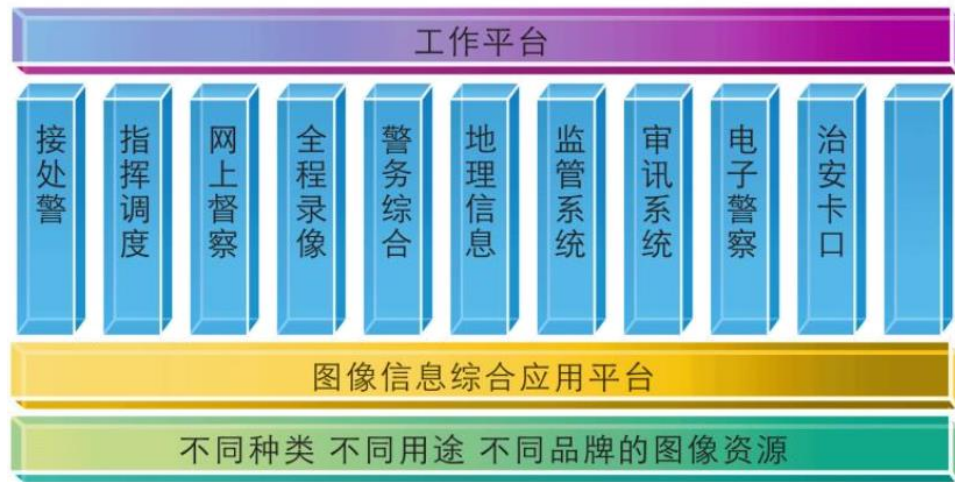 工作平台
接处警
指挥调度
网上督察
全程录像
警务综合
地理信息
监管系统
审讯系统
电子警察
治安卡口
图像信息综合应用平台
不同种类 不同用途 不同品牌的图像资源